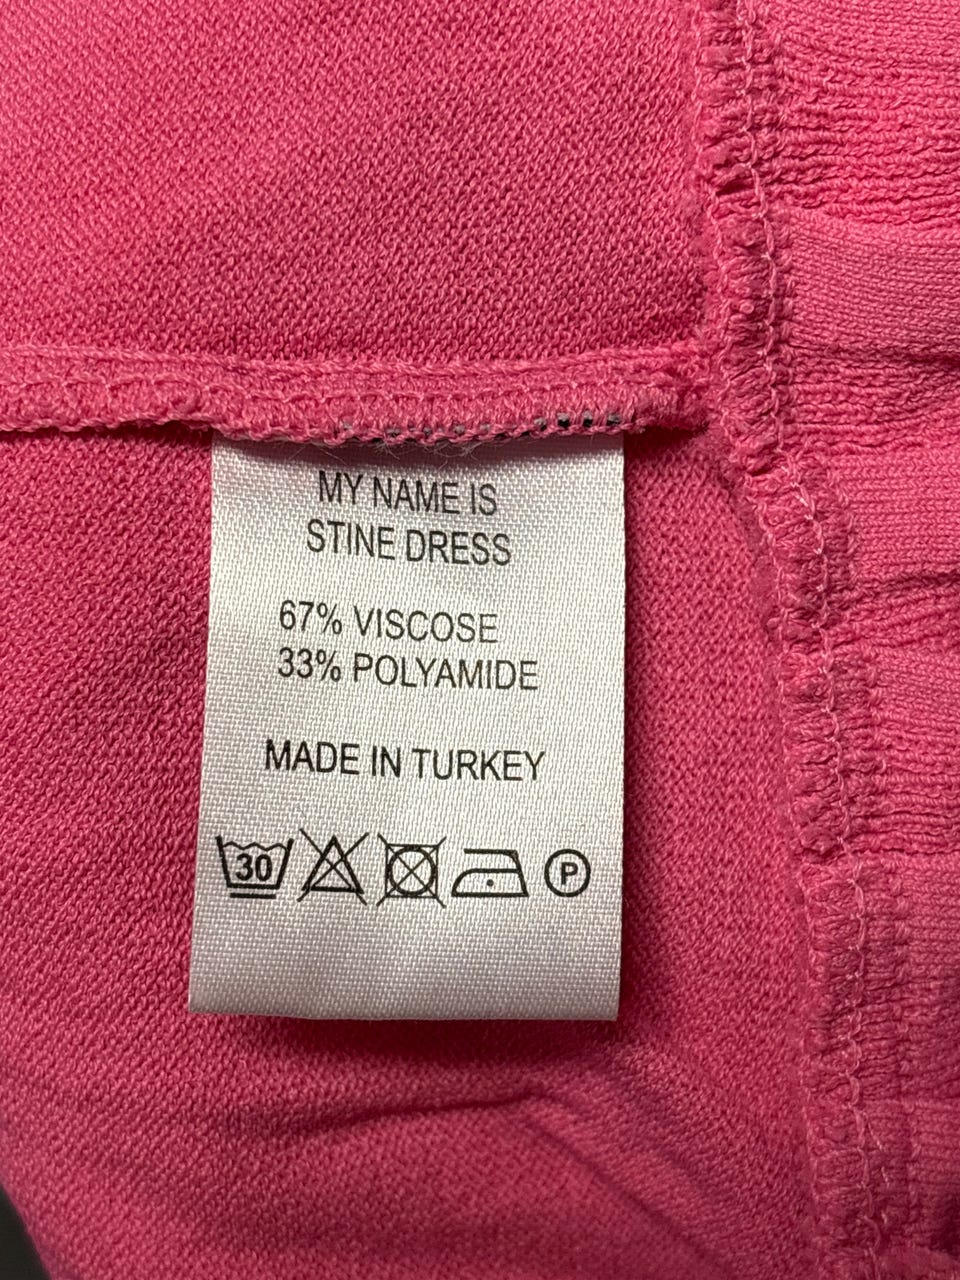 MY NAME IS
STINE DRESS
67% VISCOSE
33% POLYAMIDE
MADE IN TURKEY
30 P